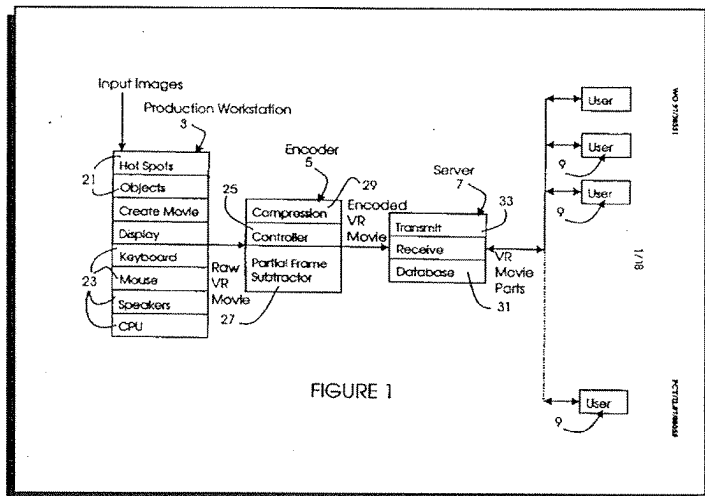 Input Images
Production Workstation
3
Hot Spots
21
Objects
Create Movie
Display
Keyboard
23
Mouse
Speakers
CPU
Raw
VR
Movie
Encoder
5
29
25
Compression
Controller
Partial Frame
Subtractor
27
Encoded
VR
Movie
Server
7
33
Transmit
Receive
Database
31
VR
Movie
Parts
User
User
9
User
9
User
9
FIGURE 1
1/18